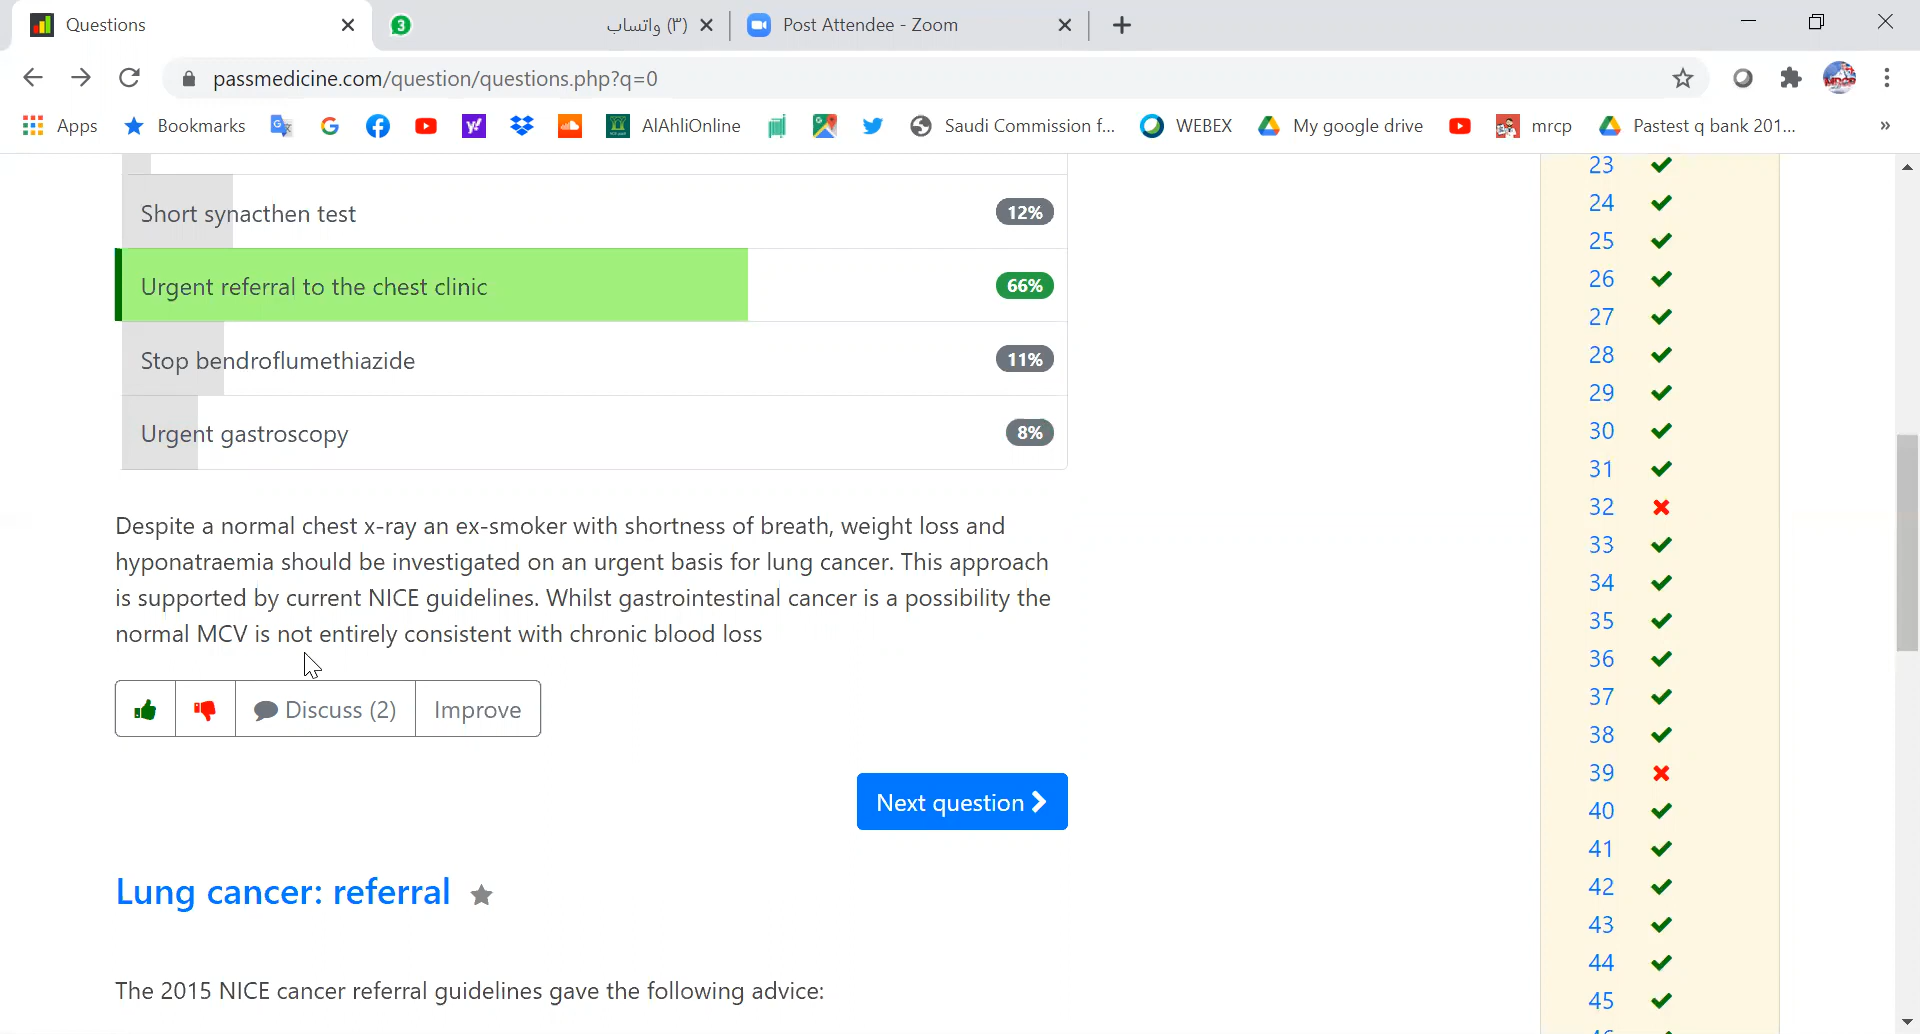 Questions
3
واتساب (٣)
Post Attendee - Zoom
passmedicine.com/question/questions.php?q=0
Apps
Bookmarks
AlAhliOnline
Saudi Commission f...
WEBEX
My google drive
mrcp
Pastest q bank 201...
»
Short synacthen test
12%
Urgent referral to the chest clinic
66%
Stop bendroflumethiazide
11%
Urgent gastroscopy
8%
Despite a normal chest x-ray an ex-smoker with shortness of breath, weight loss and
hyponatraemia should be investigated on an urgent basis for lung cancer. This approach
is supported by current NICE guidelines. Whilst gastrointestinal cancer is a possibility the
normal MCV is not entirely consistent with chronic blood loss
Discuss (2)
Improve
Next question
Lung cancer: referral
The 2015 NICE cancer referral guidelines gave the following advice:
23
24
25
26
27
28
29
30
31
32
33
34
35
36
37
38
39
40
41
42
43
44
45